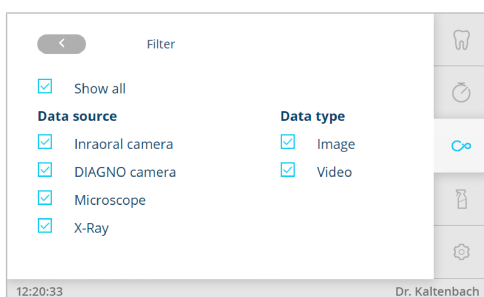 Filter
Show all
Data source
Data type
Inraoral camera
Image
DIAGNO camera
Video
Microscope
X-Ray
12:20:33
Dr. Kaltenbach